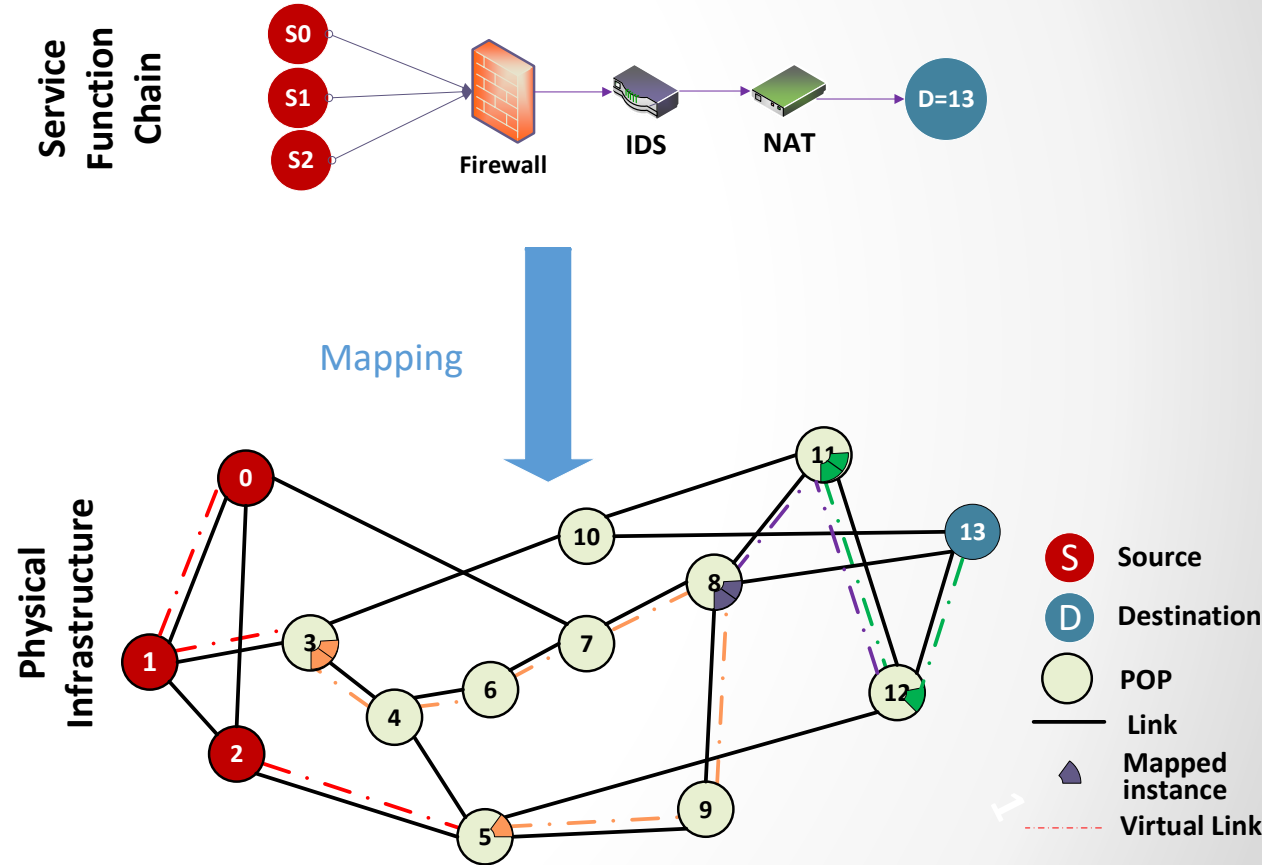 Service
Function
Chain
S0
S1
S2
Firewall
IDS
NAT
D=13
Mapping
Physical
Infrastructure
0
1
2
3
4
5
6
7
8
9
10
11
12
13
S
Source
D
Destination
POP
Link
Mapped
instance
1
Virtual Link